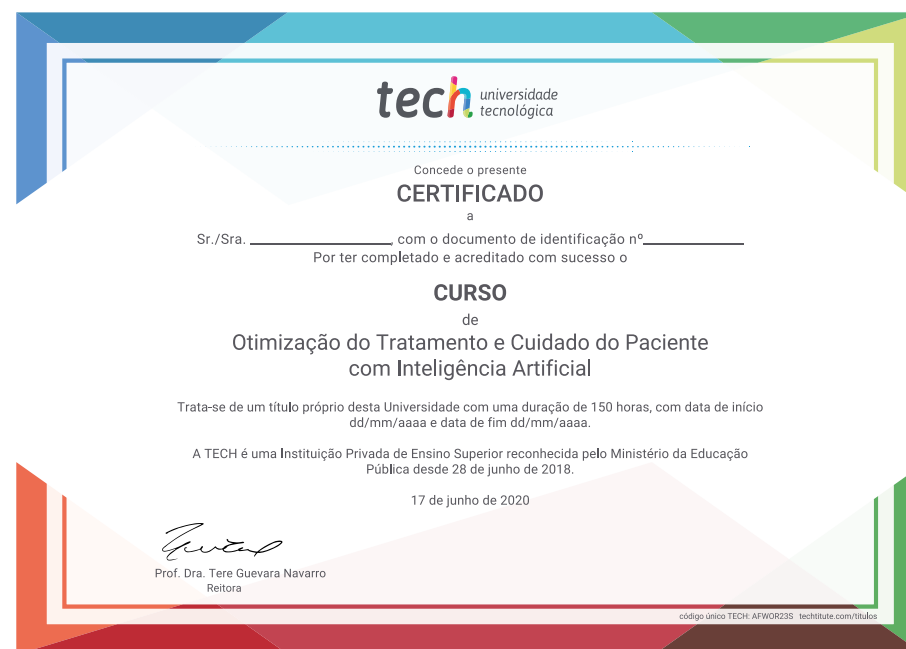 tech universidade
tecnológica
Concede o presente
CERTIFICADO
a
Sr./Sra. ____________________, com o documento de identificação nº______________
Por ter completado e acreditado com sucesso o
CURSO
de
Otimização do Tratamento e Cuidado do Paciente
com Inteligência Artificial
Trata-se de um título próprio desta Universidade com uma duração de 150 horas, com data de início
dd/mm/aaaa e data de fim dd/mm/aaaa.
A TECH é uma Instituição Privada de Ensino Superior reconhecida pelo Ministério da Educação
Pública desde 28 de junho de 2018.
17 de junho de 2020
Prof. Dra. Tere Guevara Navarro
Reitora
código único TECH: AFWOR23S techtitute.com/titulos